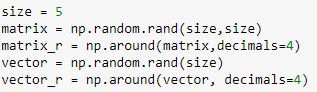 size = 5
matrix = np.random.rand(size,size)
matrix_r = np.around(matrix,decimals=4)
vector = np.random.rand(size)
vector_r = np.around(vector, decimals=4)